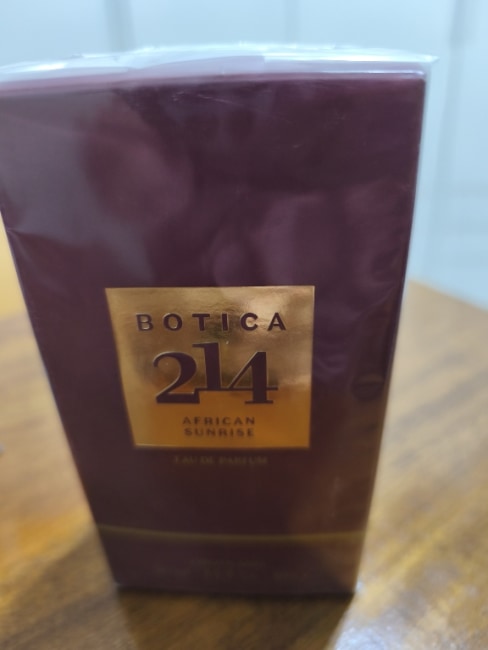 BOTICA
214
AFRICAN
SUNRISE
EAU DE PARFUM